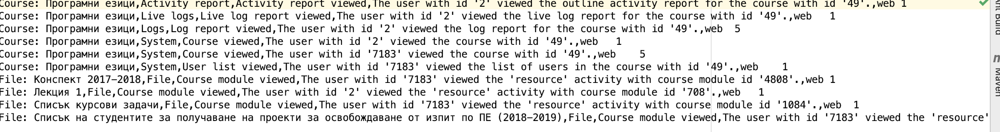 Course: Програмни езици,Activity report,Activity report viewed,The user with id '2' viewed the outline activity report for the course with id '49'.,web 1
Course: Програмни езици,Live logs,Live log report viewed,The user with id '2' viewed the live log report for the course with id '49'.,web 1
Course: Програмни езици,Logs,Log report viewed,The user with id '2' viewed the log report for the course with id '49'.,web 5
Course: Програмни езици,System,Course viewed,The user with id '2' viewed the course with id '49'.,web 1
Course: Програмни езици,System,Course viewed,The user with id '7183' viewed the course with id '49'.,web 5
Course: Програмни езици,System,User list viewed,The user with id '7183' viewed the list of users in the course with id '49'.,web 1
File: Конспект 2017–2018,File,Course module viewed,The user with id '7183' viewed the 'resource' activity with course module id '4808'.,web 1
File: Лекция 1,File,Course module viewed,The user with id '2' viewed the 'resource' activity with course module id '708'.,web 1
File: Списък курсови задачи,File,Course module viewed,The user with id '7183' viewed the 'resource' activity with course module id '1084'.,web 1
File: Списък на студентите за получаване на проекти за освобождаване от изпит по ПЕ (2018–2019),File,Course module viewed,The user with id '7183' viewed the 'resource'
Ant Build
m Maven